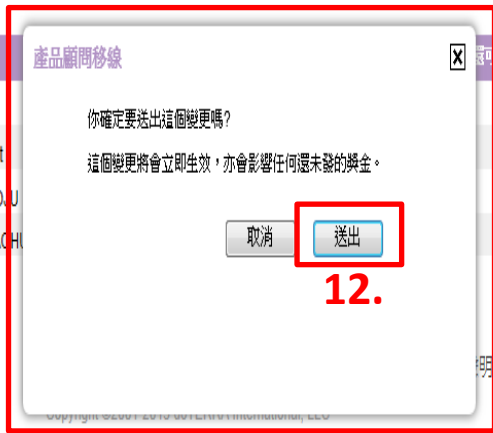 產品顧問移線
你確定要送出這個變更嗎?
這個變更將會立即生效,亦會影響任何還未發的獎金。
取消 送出
12.